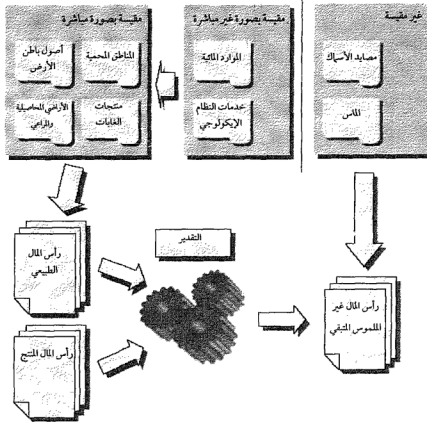 غير مقيسة
مقيسة بصورة غير مباشرة
مقيسة بصورة مباشرة
مصايد الأسماك
الموارد المائية
المناطق المحمية
أصول باطن
الأرض
الماس
خدمات النظام
الإيكولوجي
منتجات
الغابات
الأراضي المحاصيلية
والمراعي
التقدير
رأس المال
الطبيعي
رأس المال غير
الملموس المتبقي
رأس المال المنتج